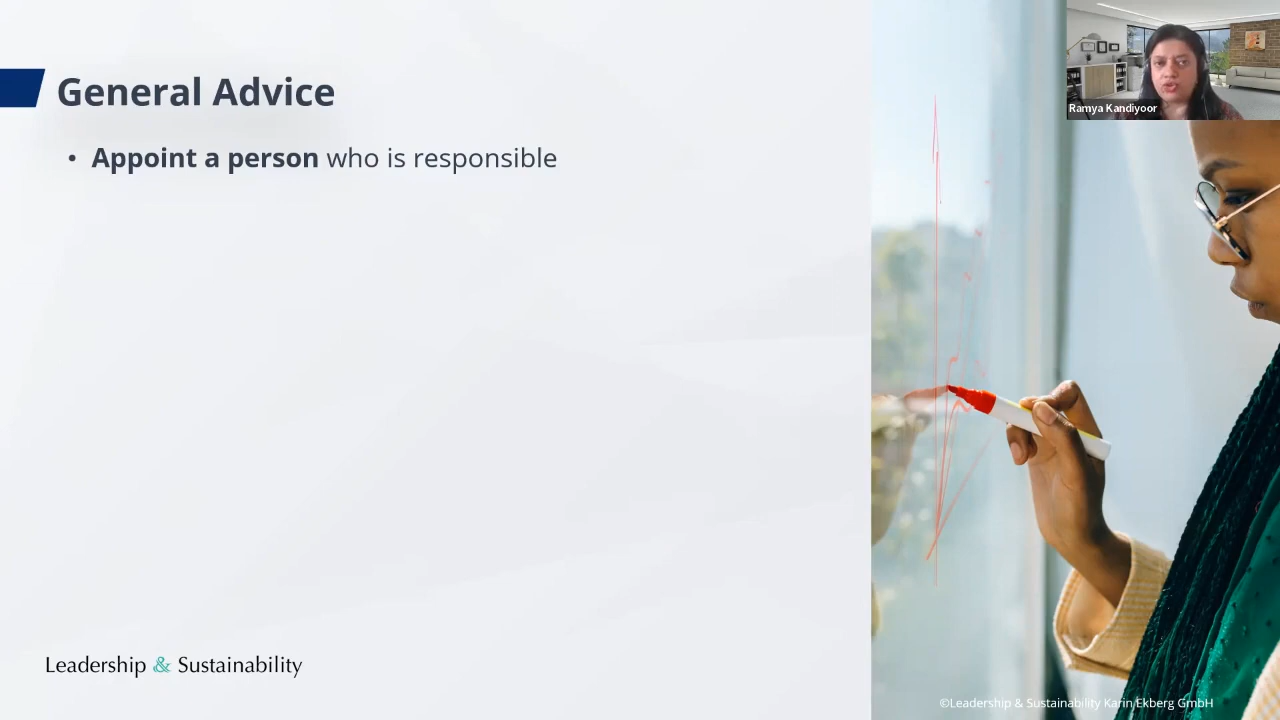 General Advice
• Appoint a person who is responsible
Ramya Kandiyoor
Leadership & Sustainability
©Leadership & Sustainability Karin Ekberg GmbH